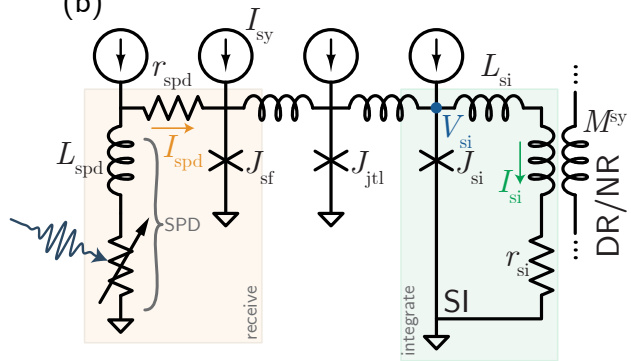 (b)
I_sy
r_spd
L_si
I_spd
V_si
M^sy
L_spd
J_sf
J_jtl
J_si
I_si
SPD
DR/NR
r_si
SI
receive
integrate